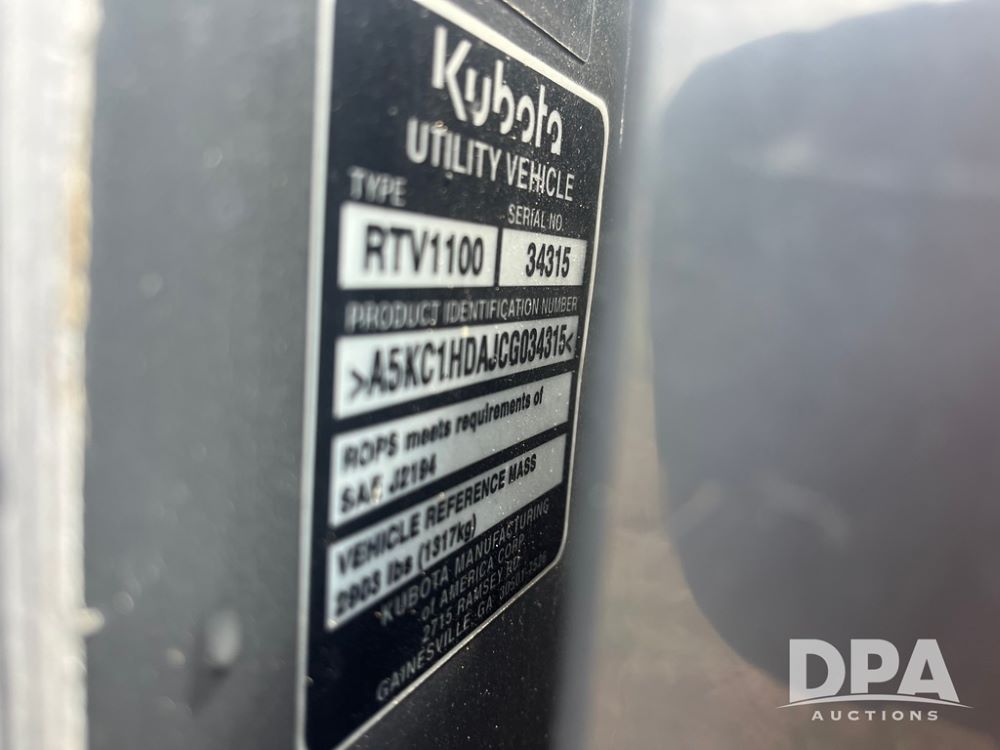 Kubota
UTILITY VEHICLE
TYPE
SERIAL NO.
RTV1100
34315
PRODUCT IDENTIFICATION NUMBER
>A5KC1HDAJCG034315<
ROPS meets requirements of
SAE J2194
VEHICLE REFERENCE MASS
2903 lbs (1317kg)
KUBOTA MANUFACTURING
of AMERICA CORP.
2715 RAMSEY RD.
GAINESVILLE, GA
DPA
AUCTIONS